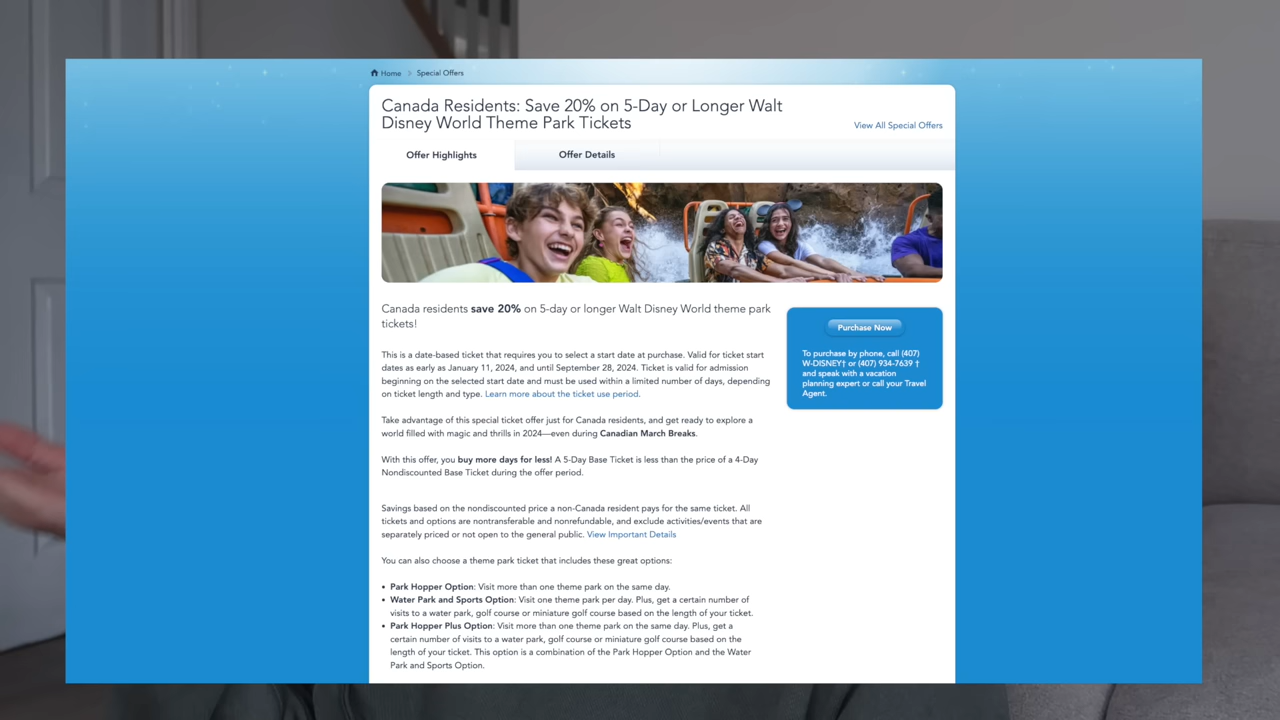 Home > Special Offers
Canada Residents: Save 20% on 5-Day or Longer Walt
Disney World Theme Park Tickets
View All Special Offers
Offer Highlights
Offer Details
Canada residents save 20% on 5-day or longer Walt Disney World theme park
tickets!
This is a date-based ticket that requires you to select a start date at purchase. Valid for ticket start
dates as early as January 11, 2024, and until September 28, 2024. Ticket is valid for admission
beginning on the selected start date and must be used within a limited number of days, depending
on ticket length and type. Learn more about the ticket use period.
Take advantage of this special ticket offer just for Canada residents, and get ready to explore a
world filled with magic and thrills in 2024—even during Canadian March Breaks.
With this offer, you buy more days for less! A 5-Day Base Ticket is less than the price of a 4-Day
Nondiscounted Base Ticket during the offer period.
Savings based on the nondiscounted price a non-Canada resident pays for the same ticket. All
tickets and options are nontransferable and nonrefundable, and exclude activities/events that are
separately priced or not open to the general public. View Important Details
You can also choose a theme park ticket that includes these great options:
• Park Hopper Option: Visit more than one theme park on the same day.
• Water Park and Sports Option: Visit one theme park per day. Plus, get a certain number of
visits to a water park, golf course or miniature golf course based on the length of your ticket.
• Park Hopper Plus Option: Visit more than one theme park on the same day. Plus, get a
certain number of visits to a water park, golf course or miniature golf course based on the
length of your ticket. This option is a combination of the Park Hopper Option and the Water
Park and Sports Option.
Purchase Now
To purchase by phone, call (407)
W-DISNEY† or (407) 934-7639 †
and speak with a vacation
planning expert or call your Travel
Agent.